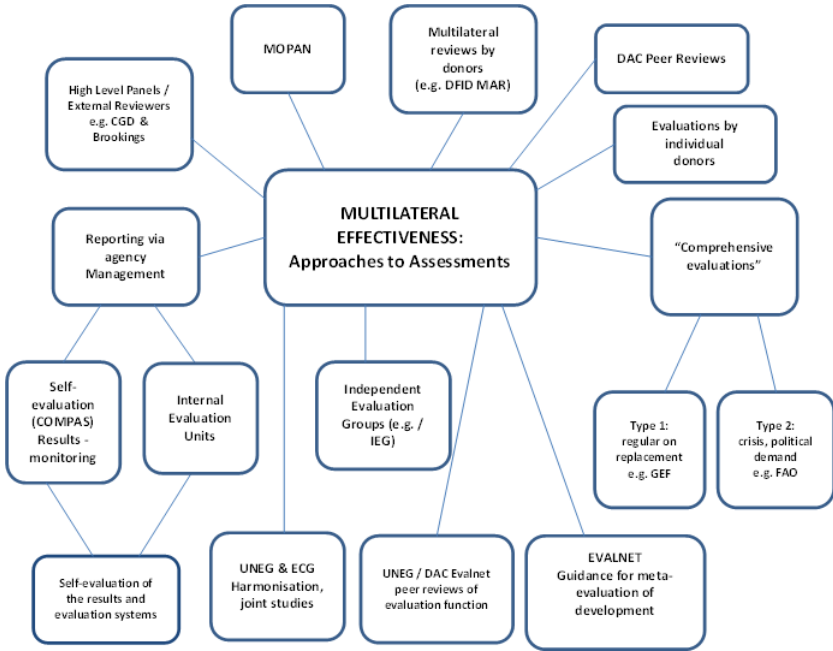 MOPAN
Multilateral
reviews by
donors
(e.g. DFID MAR)
DAC Peer Reviews
High Level Panels /
External Reviewers
e.g. CGD &
Brookings
Evaluations by
individual
donors
MULTILATERAL
EFFECTIVENESS:
Approaches to Assessments
Reporting via
agency
Management
“Comprehensive
evaluations”
Self-
evaluation
(COMPAS)
Results -
monitoring
Internal
Evaluation
Units
Independent
Evaluation
Groups (e.g. /
IEG)
Type 1:
regular on
replacement
e.g. GEF
Type 2:
crisis, political
demand
e.g. FAO
Self-evaluation of
the results and
evaluation systems
UNEG & ECG
Harmonisation,
joint studies
UNEG / DAC Evalnet
peer reviews of
evaluation function
EVALNET
Guidance for meta-
evaluation of
development